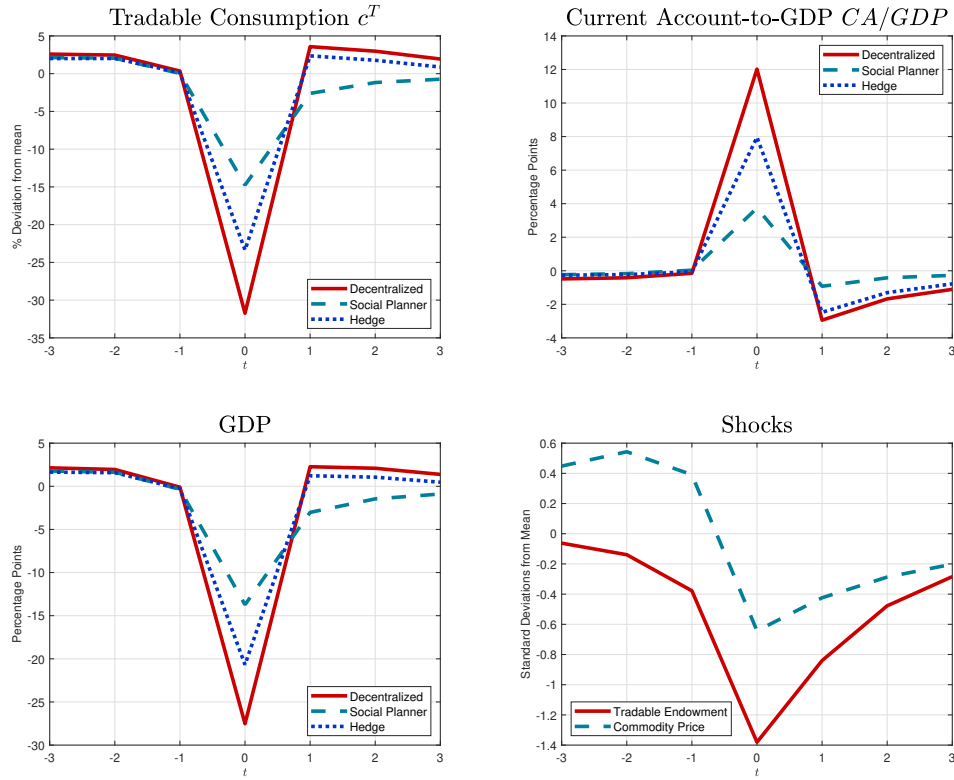 Tradable Consumption c^T
5
0
-5
-10
-15
-20
-25
-30
-35
% Deviation from mean
Decentralized
Social Planner
Hedge
-3 -2 -1 0 1 2 3
t
Current Account-to-GDP CA/GDP
14
12
10
8
6
4
2
0
-2
-4
Percentage Points
Decentralized
Social Planner
Hedge
-3 -2 -1 0 1 2 3
t
GDP
5
0
-5
-10
-15
-20
-25
-30
Percentage Points
Decentralized
Social Planner
Hedge
-3 -2 -1 0 1 2 3
t
Shocks
0.6
0.4
0.2
0
-0.2
-0.4
-0.6
-0.8
-1
-1.2
-1.4
Standard Deviations from Mean
Tradable Endowment
Commodity Price
-3 -2 -1 0 1 2 3
t